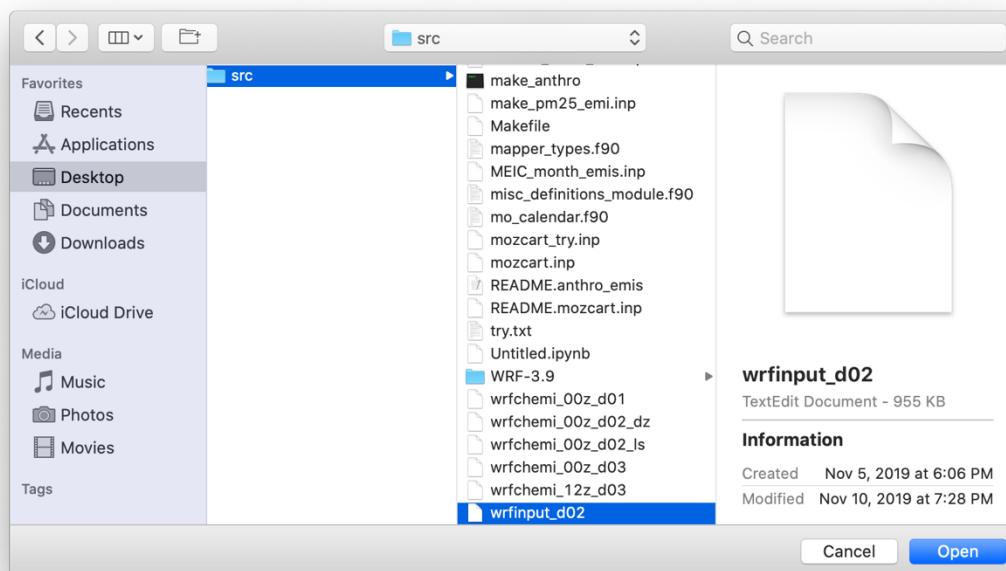 src
Search
Favorites
Recents
Applications
Desktop
Documents
Downloads
iCloud
iCloud Drive
Media
Music
Photos
Movies
Tags
src
make_anthro
make_pm25_emi.inp
Makefile
mapper_types.f90
MEIC_month_emis.inp
misc_definitions_module.f90
mo_calendar.f90
mozcart_try.inp
mozcart.inp
README.anthro_emis
README.mozcart.inp
try.txt
Untitled.ipynb
WRF-3.9
wrfchemi_00z_d01
wrfchemi_00z_d02_dz
wrfchemi_00z_d02_ls
wrfchemi_00z_d03
wrfchemi_12z_d03
wrfinput_d02
wrfinput_d02
TextEdit Document - 955 KB
Information
Created Nov 5, 2019 at 6:06 PM
Modified Nov 10, 2019 at 7:28 PM
Cancel
Open